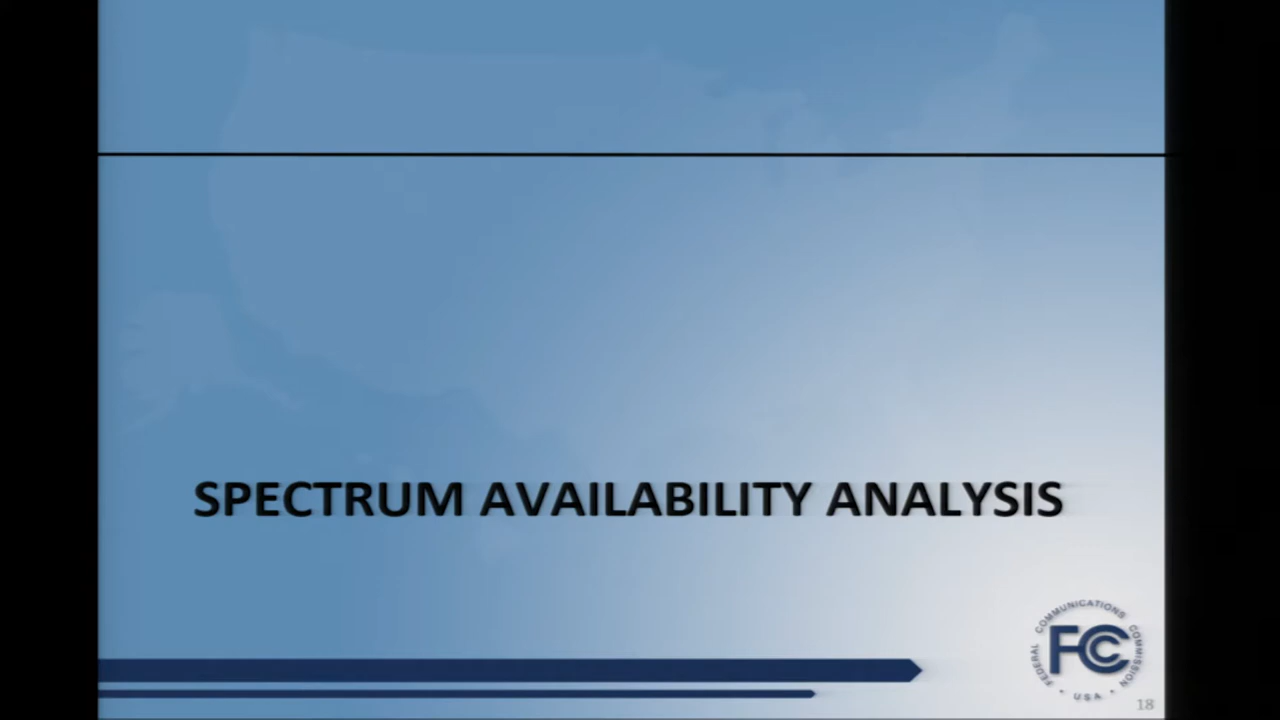 SPECTRUM AVAILABILITY ANALYSIS
FEDERAL COMMUNICATIONS COMMISSION
FCC
• USA •
18